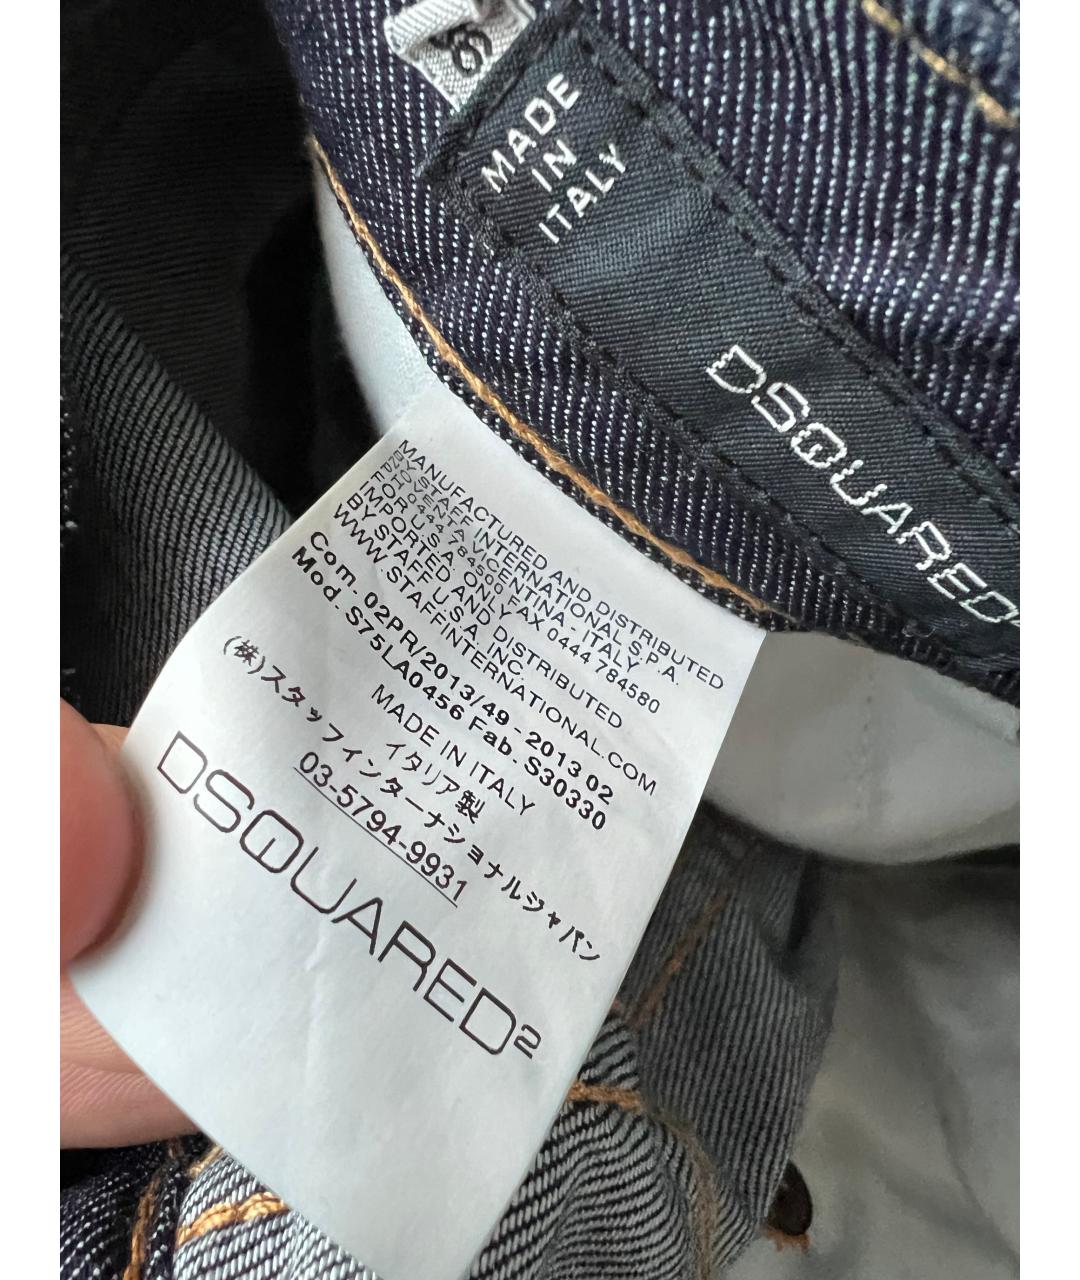 38
MADE
IN
ITALY
DSQUARED2
MANUFACTURED AND DISTRIBUTED
BY STAFF INTERNATIONAL S.P.A.
VICENTINA - ITALY
0444 784500 FAX 0444 784580
IMPORTED AND DISTRIBUTED
BY STAFF U.S.A. INC.
WWW.STAFFINTERNATIONAL.COM
Com. 02PR/2013/49 - 2013 02
Mod. S75LA0456 Fab. S30330
MADE IN ITALY
イタリア製
(株)スタッフインターナショナルジャパン
03-5794-9931
DSQUARED2